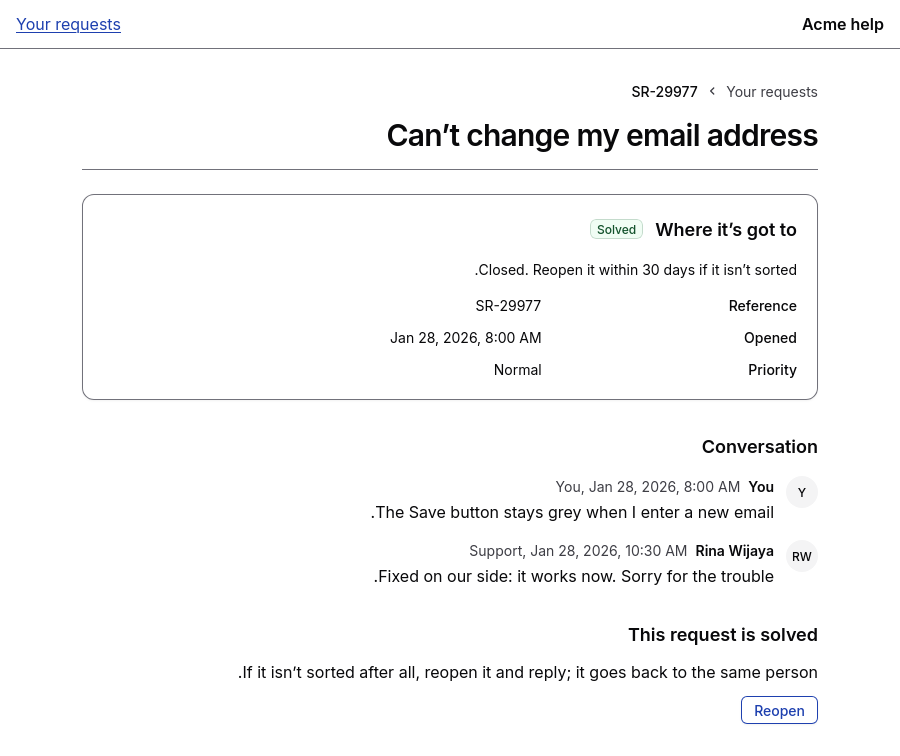 Acme help
Your requests
Your requests
SR-29977
Can’t change my email address
Where it’s got to
Solved
Closed. Reopen it within 30 days if it isn’t sorted.
Reference
SR-29977
Opened
Jan 28, 2026, 8:00 AM
Priority
Normal
Conversation
Y
You
You, Jan 28, 2026, 8:00 AM
The Save button stays grey when I enter a new email.
RW
Rina Wijaya
Support, Jan 28, 2026, 10:30 AM
Fixed on our side: it works now. Sorry for the trouble.
This request is solved
If it isn’t sorted after all, reopen it and reply; it goes back to the same person.
Reopen